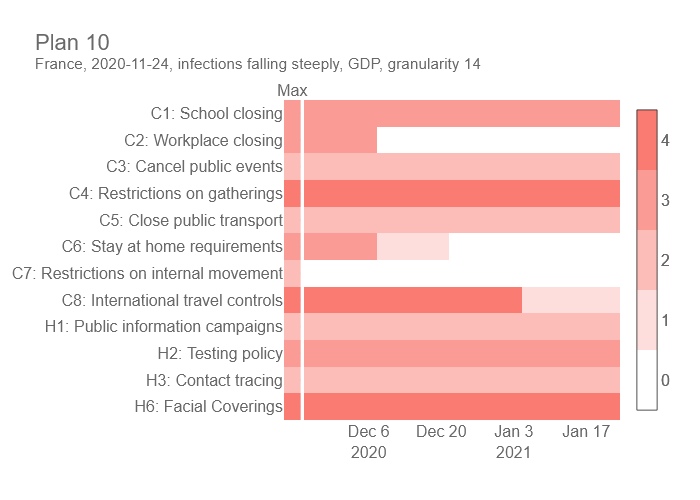 Plan 10
France, 2020-11-24, infections falling steeply, GDP, granularity 14
Max
C1: School closing
C2: Workplace closing
C3: Cancel public events
C4: Restrictions on gatherings
C5: Close public transport
C6: Stay at home requirements
C7: Restrictions on internal movement
C8: International travel controls
H1: Public information campaigns
H2: Testing policy
H3: Contact tracing
H6: Facial Coverings
4
3
2
1
0
Dec 6 Dec 20 Jan 3 Jan 17
2020 2021